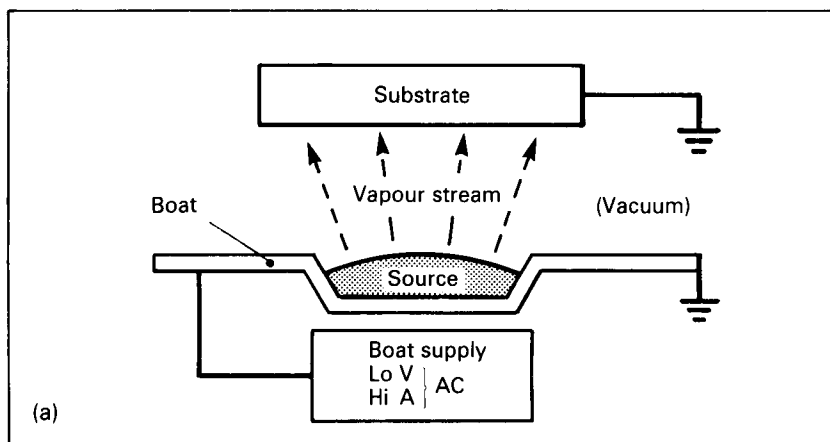 Substrate
Vapour stream
Boat
(Vacuum)
Source
Boat supply
Lo V
Hi A
AC
(a)